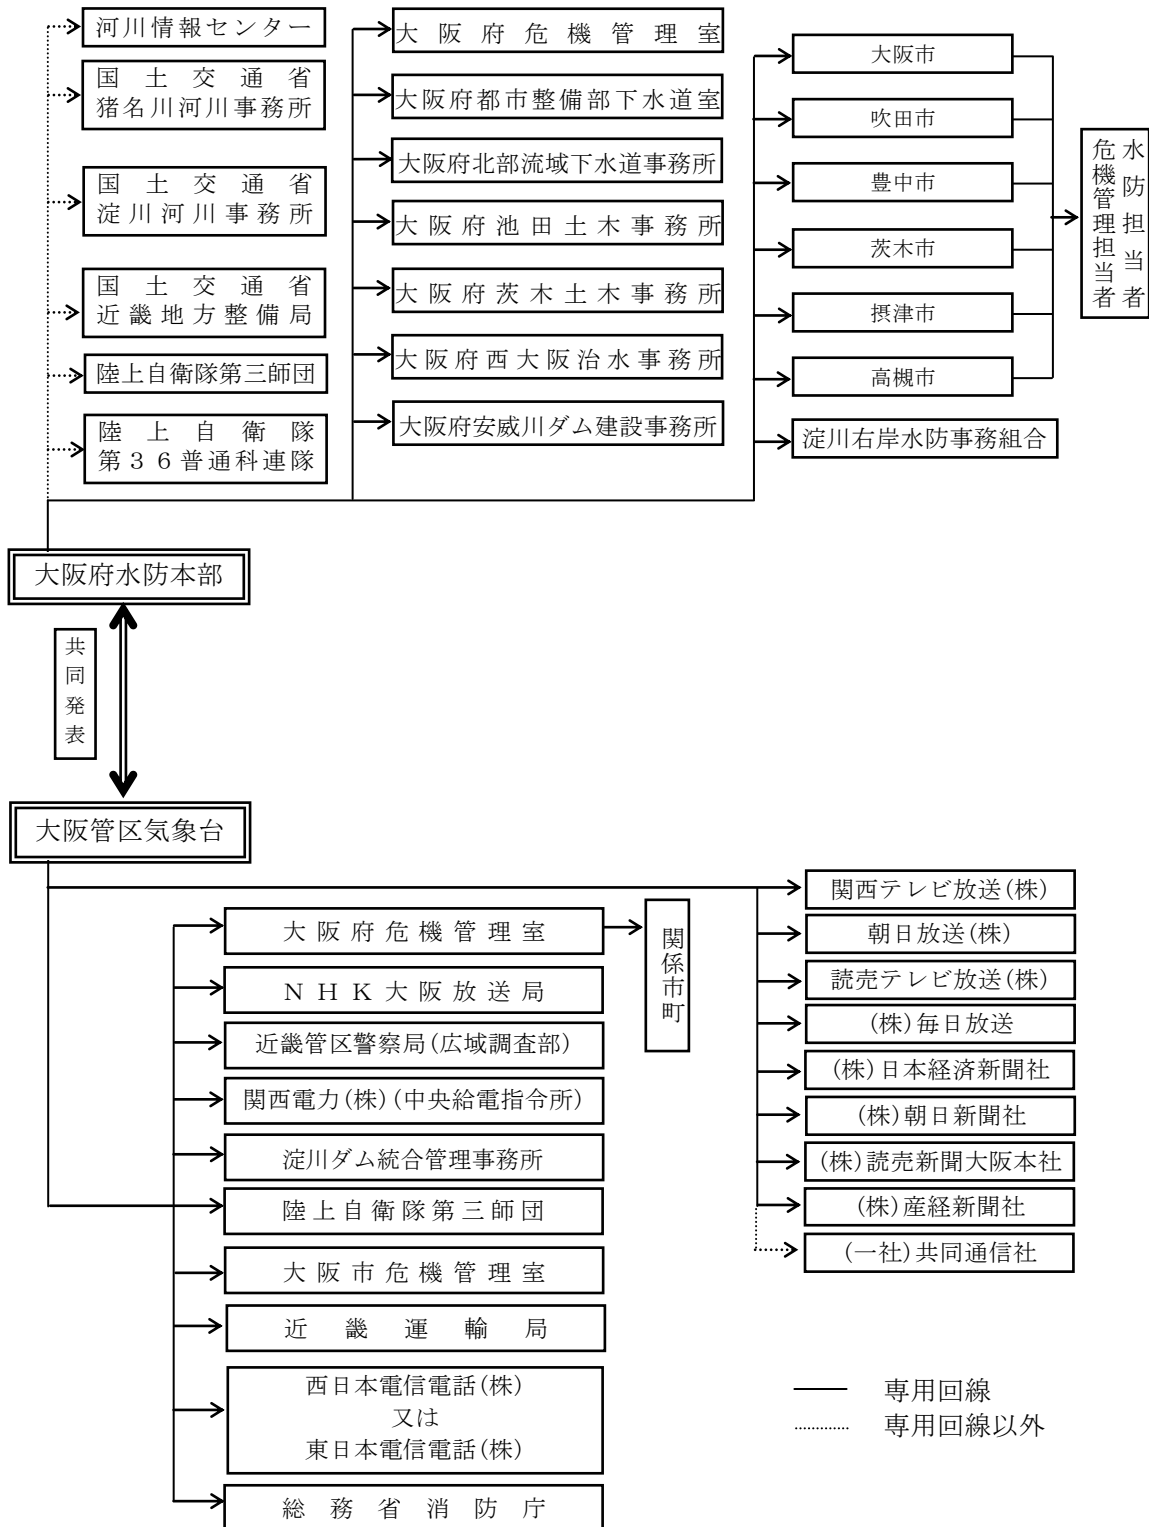 河川情報センター
国土交通省
猪名川河川事務所
国土交通省
淀川河川事務所
国土交通省
近畿地方整備局
陸上自衛隊第三師団
陸上自衛隊
第３６普通科連隊
大阪府危機管理室
大阪府都市整備部下水道室
大阪府北部流域下水道事務所
大阪府池田土木事務所
大阪府茨木土木事務所
大阪府西大阪治水事務所
大阪府安威川ダム建設事務所
大阪市
吹田市
豊中市
茨木市
摂津市
高槻市
淀川右岸水防事務組合
水防担当者
危機管理担当者
大阪府水防本部
共同発表
大阪管区気象台
大阪府危機管理室
ＮＨＫ大阪放送局
近畿管区警察局(広域調査部)
関西電力(株)(中央給電指令所)
淀川ダム統合管理事務所
陸上自衛隊第三師団
大阪市危機管理室
近畿運輸局
西日本電信電話(株)
又は
東日本電信電話(株)
総務省消防庁
関係市町
関西テレビ放送(株)
朝日放送(株)
読売テレビ放送(株)
(株)毎日放送
(株)日本経済新聞社
(株)朝日新聞社
(株)読売新聞大阪本社
(株)産経新聞社
(一社)共同通信社
専用回線
専用回線以外